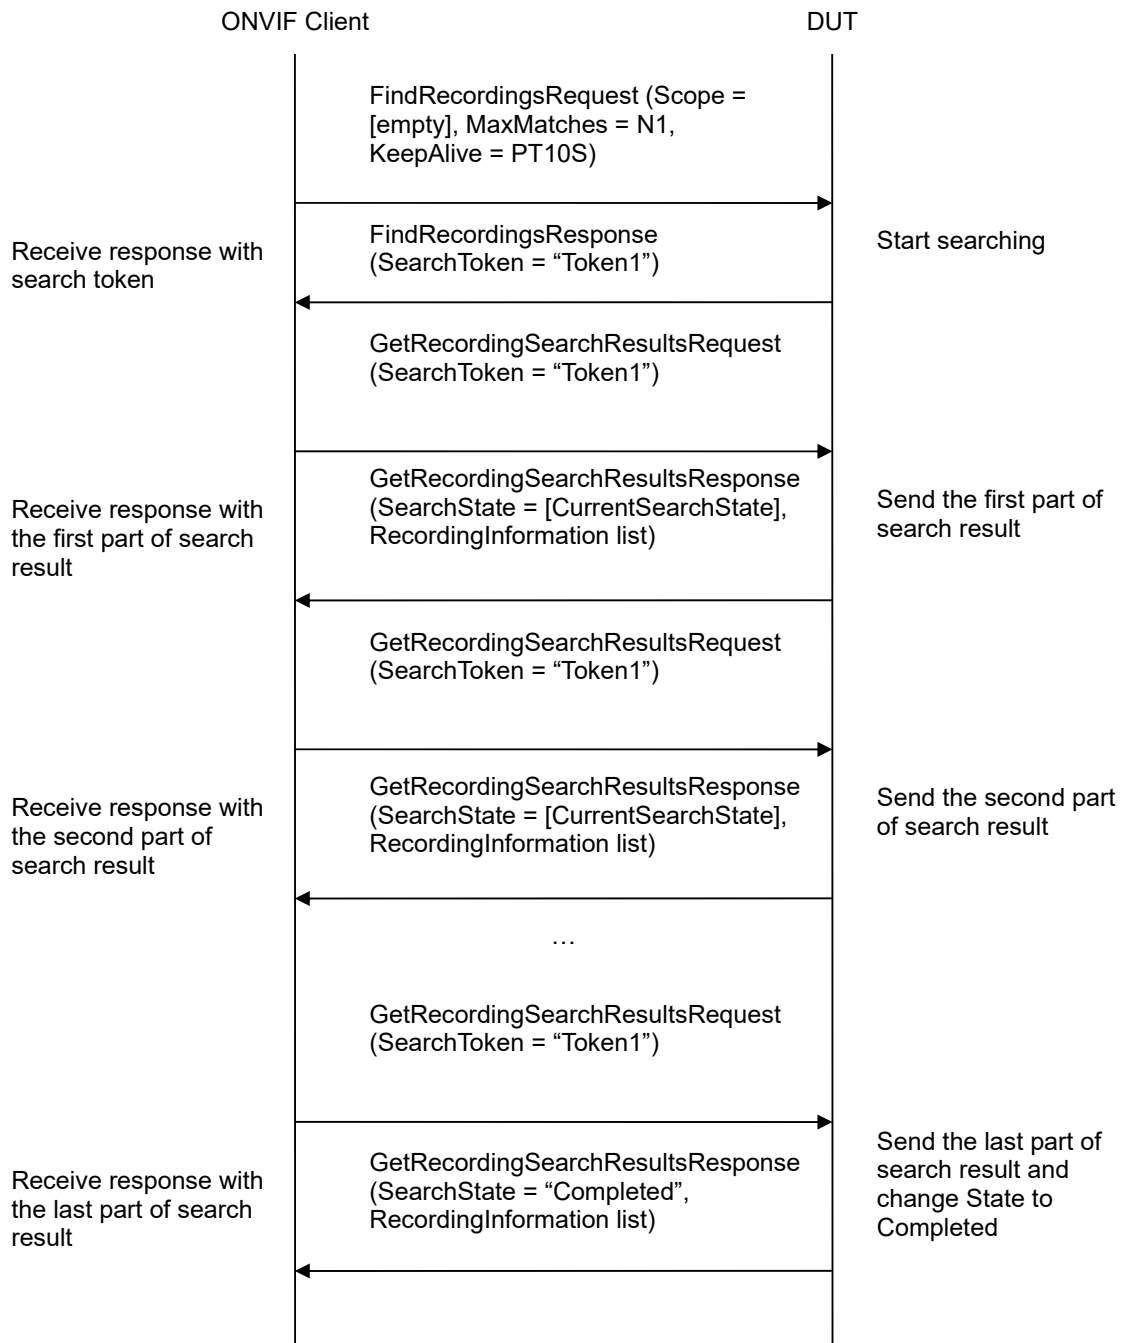 ONVIF Client
DUT
FindRecordingsRequest (Scope =
[empty], MaxMatches = N1,
KeepAlive = PT10S)
Receive response with
search token
FindRecordingsResponse
(SearchToken = “Token1”)
Start searching
GetRecordingSearchResultsRequest
(SearchToken = “Token1”)
Receive response with
the first part of search
result
GetRecordingSearchResultsResponse
(SearchState = [CurrentSearchState],
RecordingInformation list)
Send the first part of
search result
GetRecordingSearchResultsRequest
(SearchToken = “Token1”)
Receive response with
the second part of
search result
GetRecordingSearchResultsResponse
(SearchState = [CurrentSearchState],
RecordingInformation list)
Send the second part
of search result
…
GetRecordingSearchResultsRequest
(SearchToken = “Token1”)
Receive response with
the last part of search
result
GetRecordingSearchResultsResponse
(SearchState = “Completed”,
RecordingInformation list)
Send the last part of
search result and
change State to
Completed